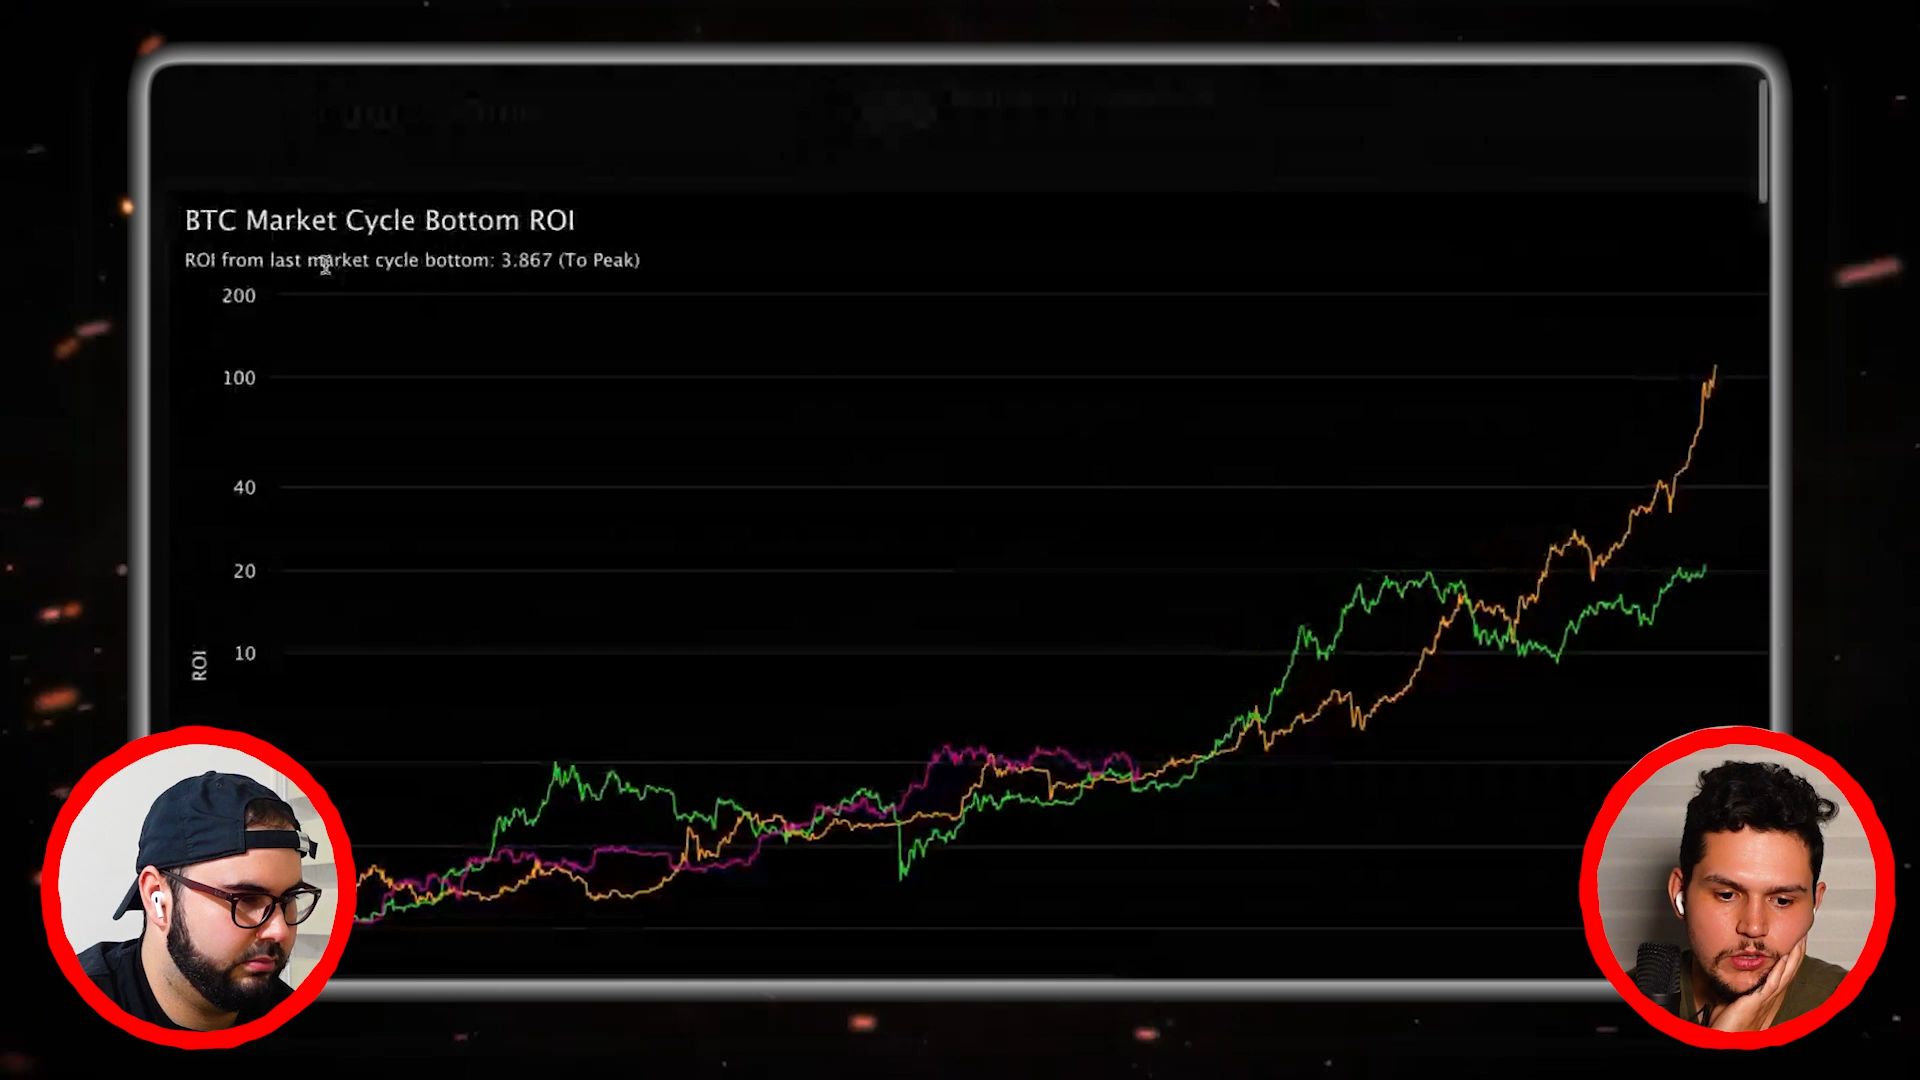 BTC Market Cycle Bottom ROI
ROI from last market cycle bottom: 3.867 (To Peak)
200
100
40
20
10
ROI